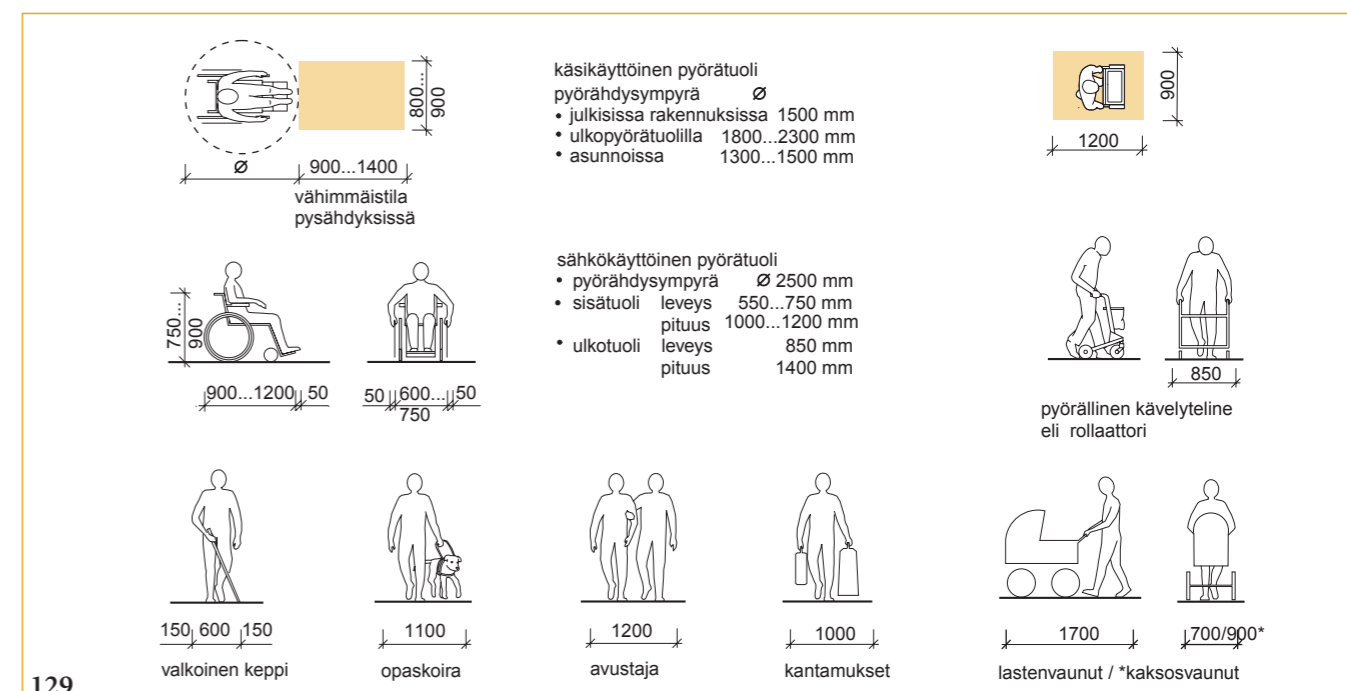 800...
900
Ø
900...1400
vähimmäistila
pysähdyksissä
käsikäyttöinen pyörätuoli
pyörähdysympyrä Ø
• julkisissa rakennuksissa 1500 mm
• ulkopyörätuolilla 1800...2300 mm
• asunnoissa 1300...1500 mm
900
1200
750...
900
900...1200 50
50 600... 50
750
sähkökäyttöinen pyörätuoli
• pyörähdysympyrä Ø 2500 mm
• sisätuoli leveys 550...750 mm
pituus 1000...1200 mm
• ulkotuoli leveys 850 mm
pituus 1400 mm
850
pyörällinen kävelyteline
eli rollaattori
150 600 150
valkoinen keppi
1100
opaskoira
1200
avustaja
1000
kantamukset
1700
700/900*
lastenvaunut / *kaksosvaunut
129